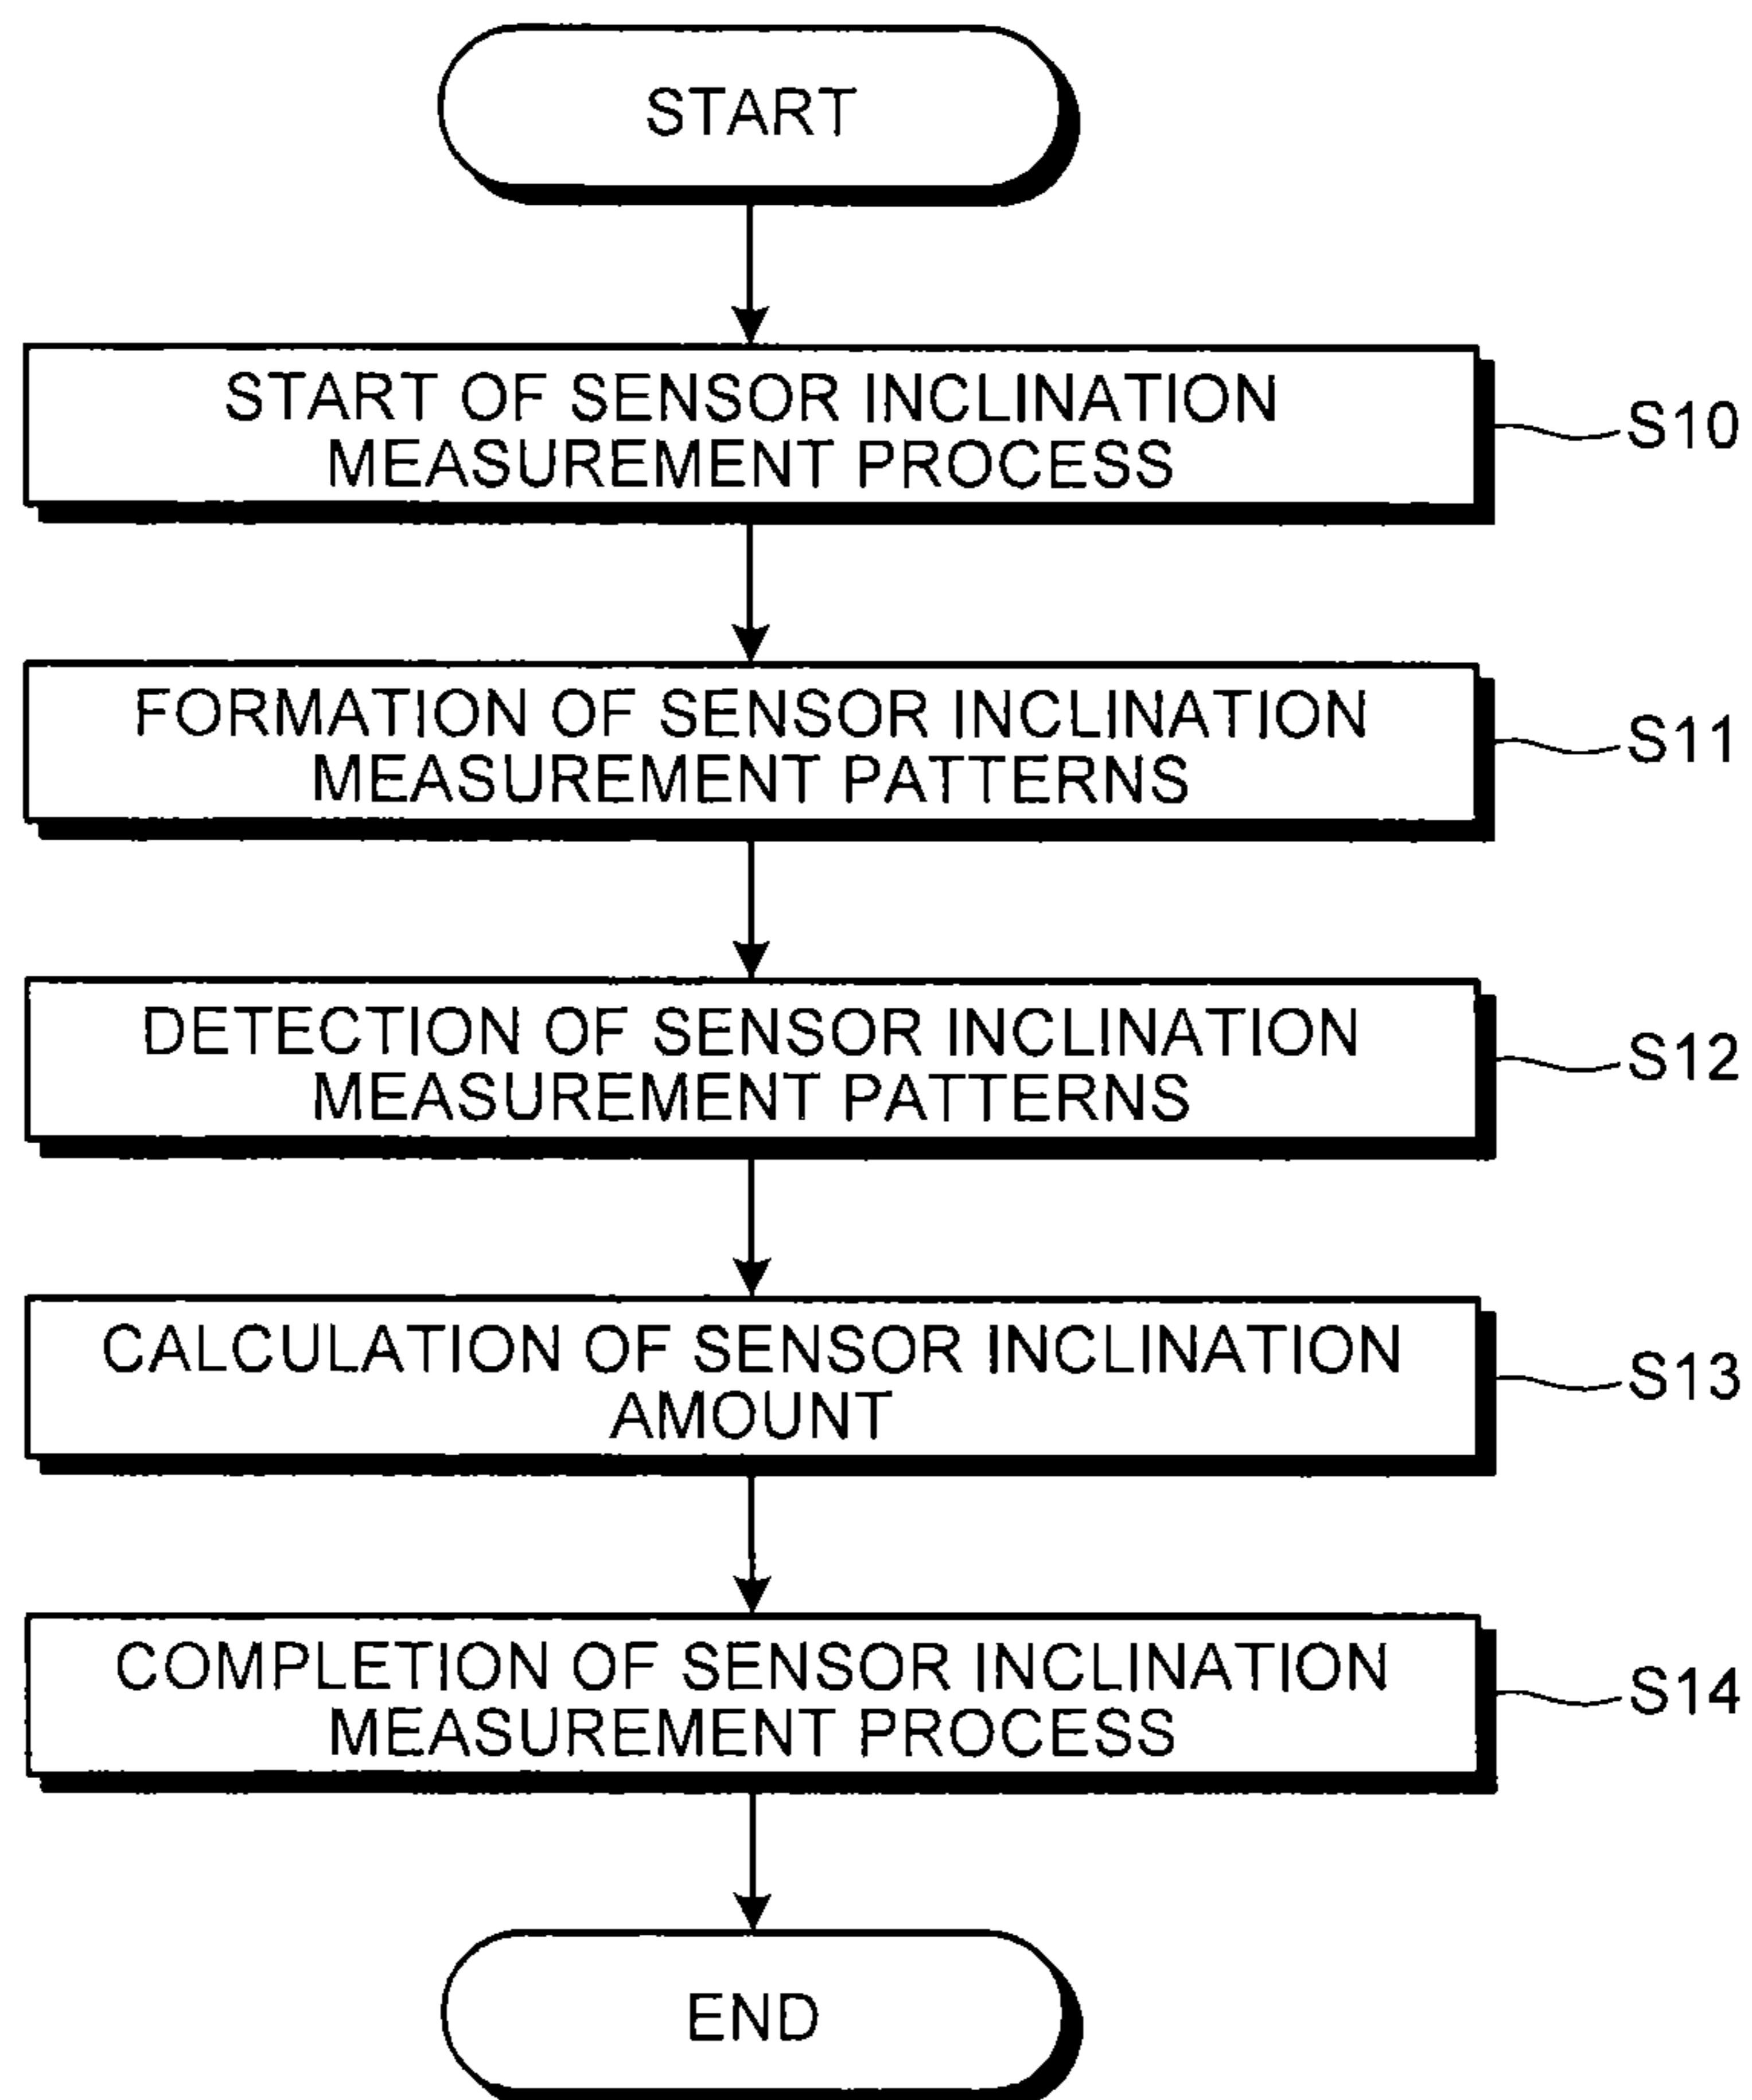 START
START OF SENSOR INCLINATION
MEASUREMENT PROCESS
S10
FORMATION OF SENSOR INCLINATION
MEASUREMENT PATTERNS
S11
DETECTION OF SENSOR INCLINATION
MEASUREMENT PATTERNS
S12
CALCULATION OF SENSOR INCLINATION
AMOUNT
S13
COMPLETION OF SENSOR INCLINATION
MEASUREMENT PROCESS
S14
END